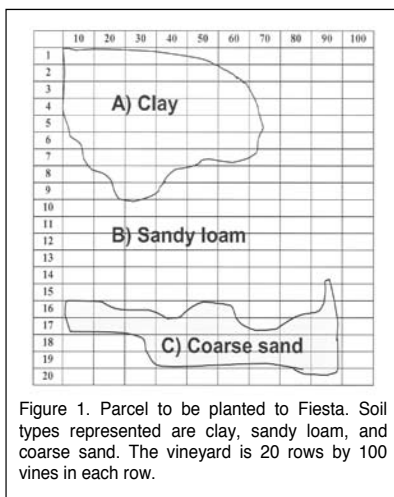 10 20 30 40 50 60 70 80 90 100
1
2
3
4
A) Clay
5
6
7
8
9
10
11
B) Sandy loam
12
13
14
15
16
17
18
C) Coarse sand
19
20
Figure 1. Parcel to be planted to Fiesta. Soil
types represented are clay, sandy loam, and
coarse sand. The vineyard is 20 rows by 100
vines in each row.